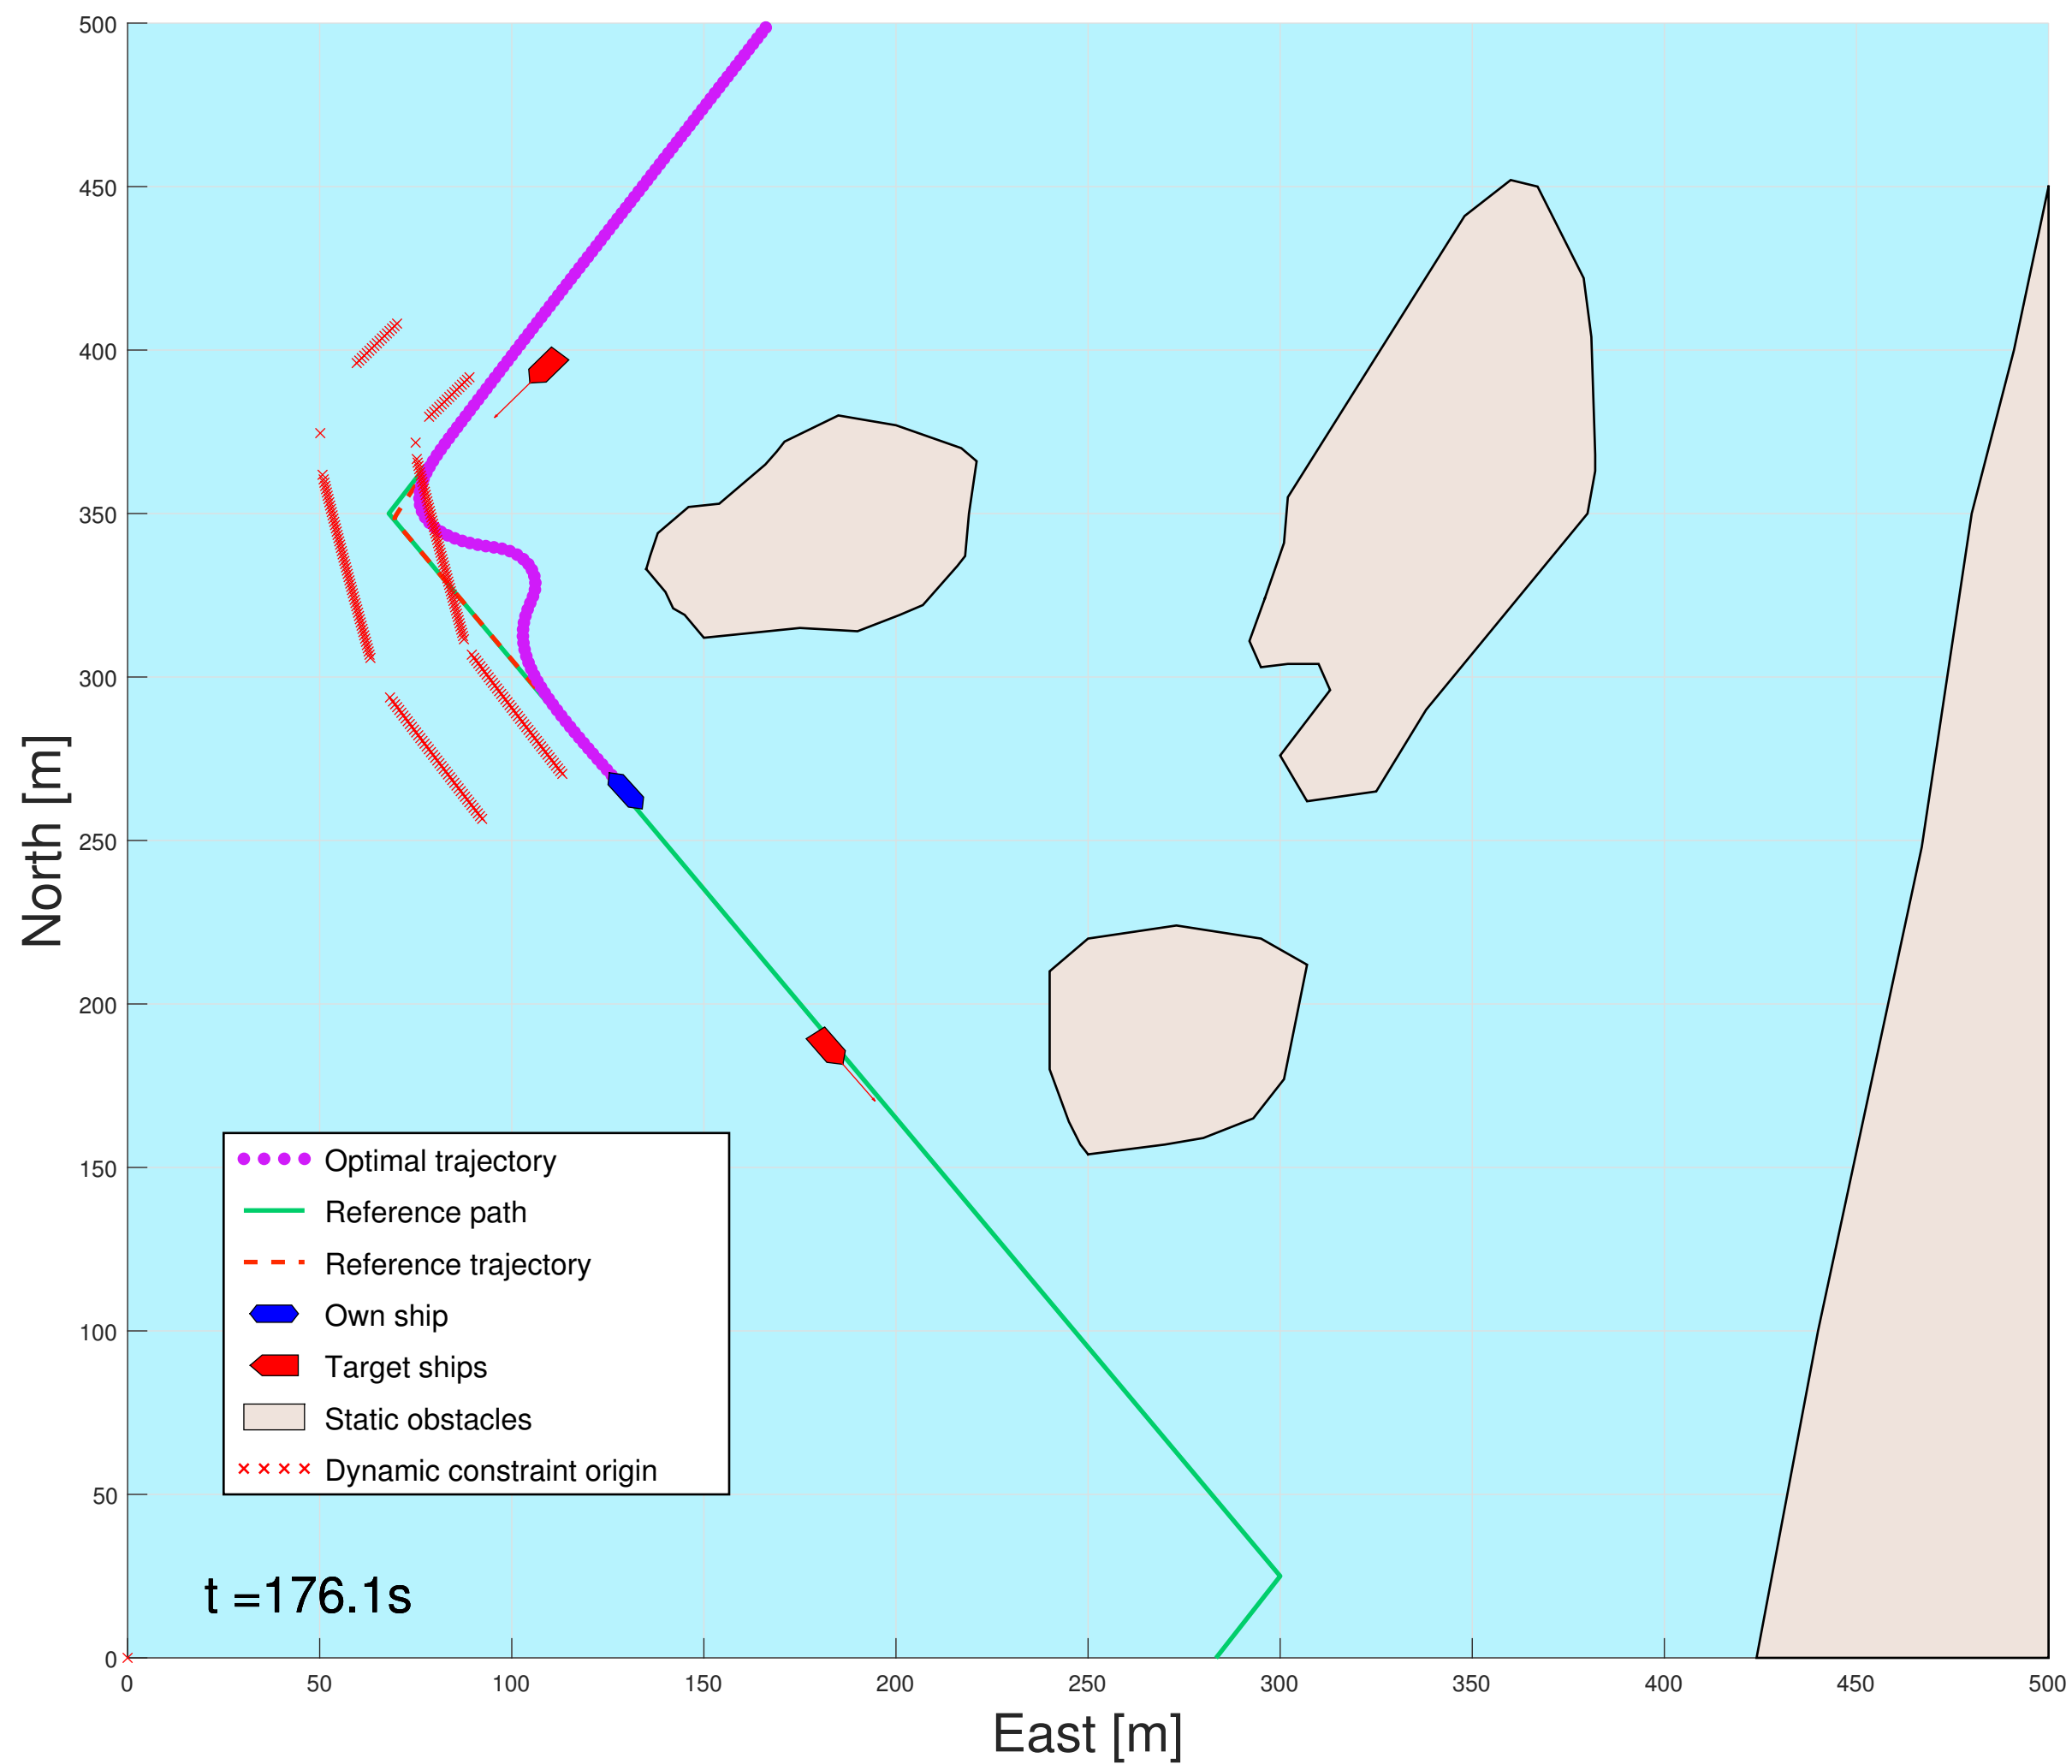 500
450
400
350
300
250
200
150
100
50
0
North [m]
Optimal trajectory
Reference path
Reference trajectory
Own ship
Target ships
Static obstacles
Dynamic constraint origin
t =176.1s
0 50 100 150 200 250 300 350 400 450 500
East [m]